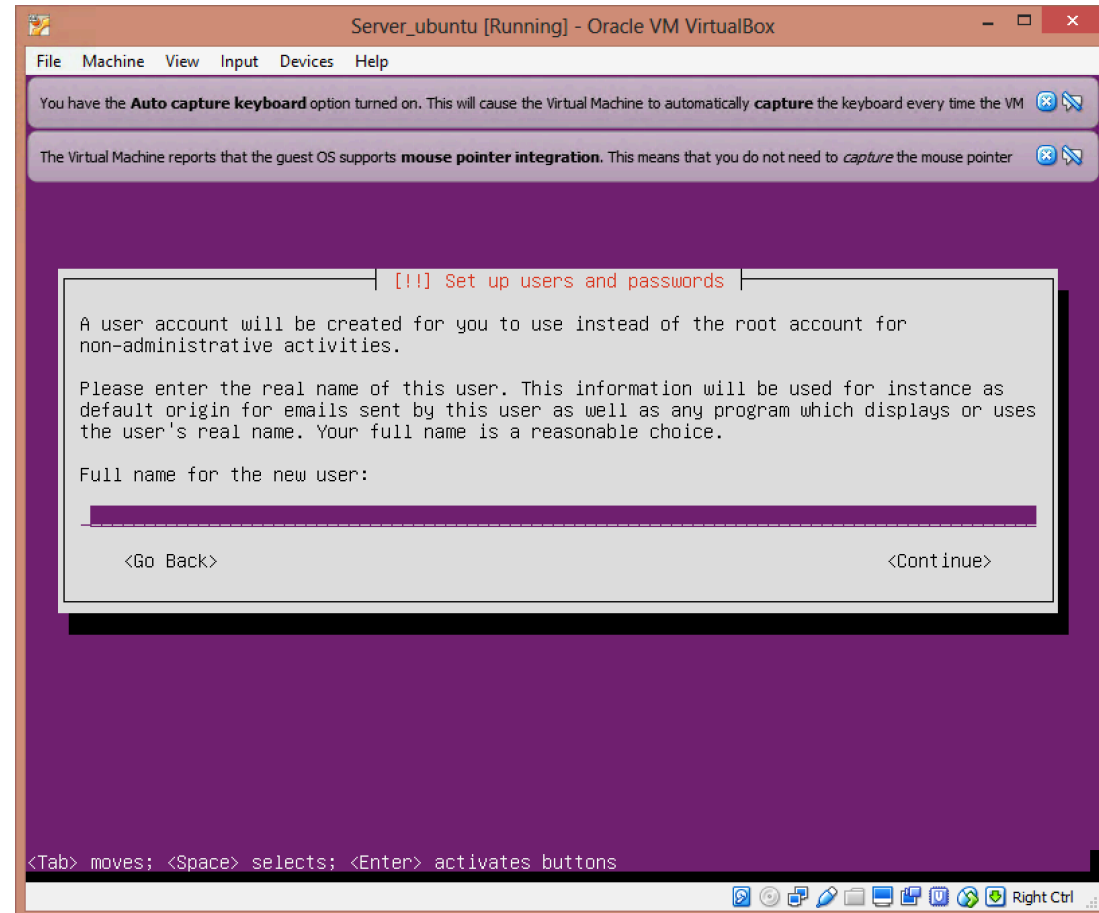 Server_ubuntu [Running] - Oracle VM VirtualBox
File Machine View Input Devices Help
You have the Auto capture keyboard option turned on. This will cause the Virtual Machine to automatically capture the keyboard every time the VM
The Virtual Machine reports that the guest OS supports mouse pointer integration. This means that you do not need to capture the mouse pointer
[!!] Set up users and passwords
A user account will be created for you to use instead of the root account for
non-administrative activities.
Please enter the real name of this user. This information will be used for instance as
default origin for emails sent by this user as well as any program which displays or uses
the user's real name. Your full name is a reasonable choice.
Full name for the new user:
<Go Back> <Continue>
<Tab> moves; <Space> selects; <Enter> activates buttons
Right Ctrl